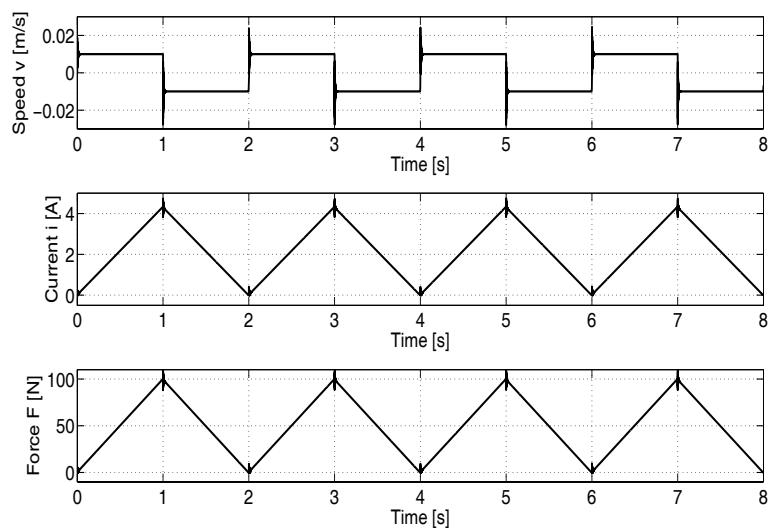 Speed v [m/s]
0.02
0
−0.02
0 1 2 3 4 5 6 7 8
Time [s]
Current i [A]
4
2
0
0 1 2 3 4 5 6 7 8
Time [s]
Force F [N]
100
50
0
0 1 2 3 4 5 6 7 8
Time [s]